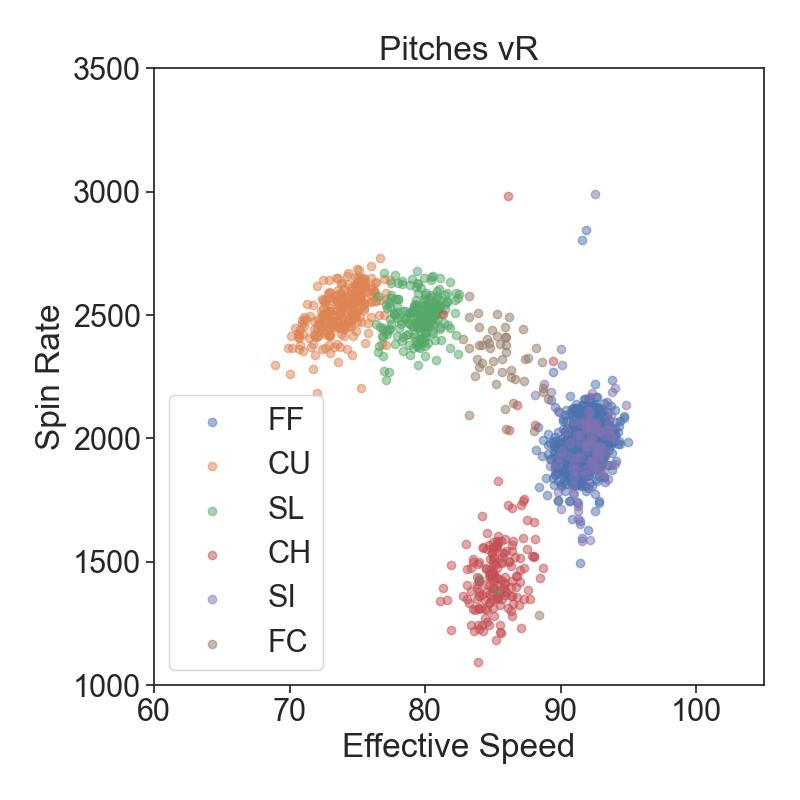 Pitches vR
3500
3000
2500
2000
1500
1000
Spin Rate
FF
CU
SL
CH
SI
FC
60 70 80 90 100
Effective Speed